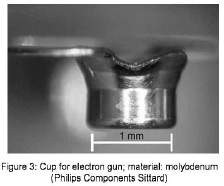 1 mm
Figure 3: Cup for electron gun; material: molybdenum
(Philips Components Sittard)